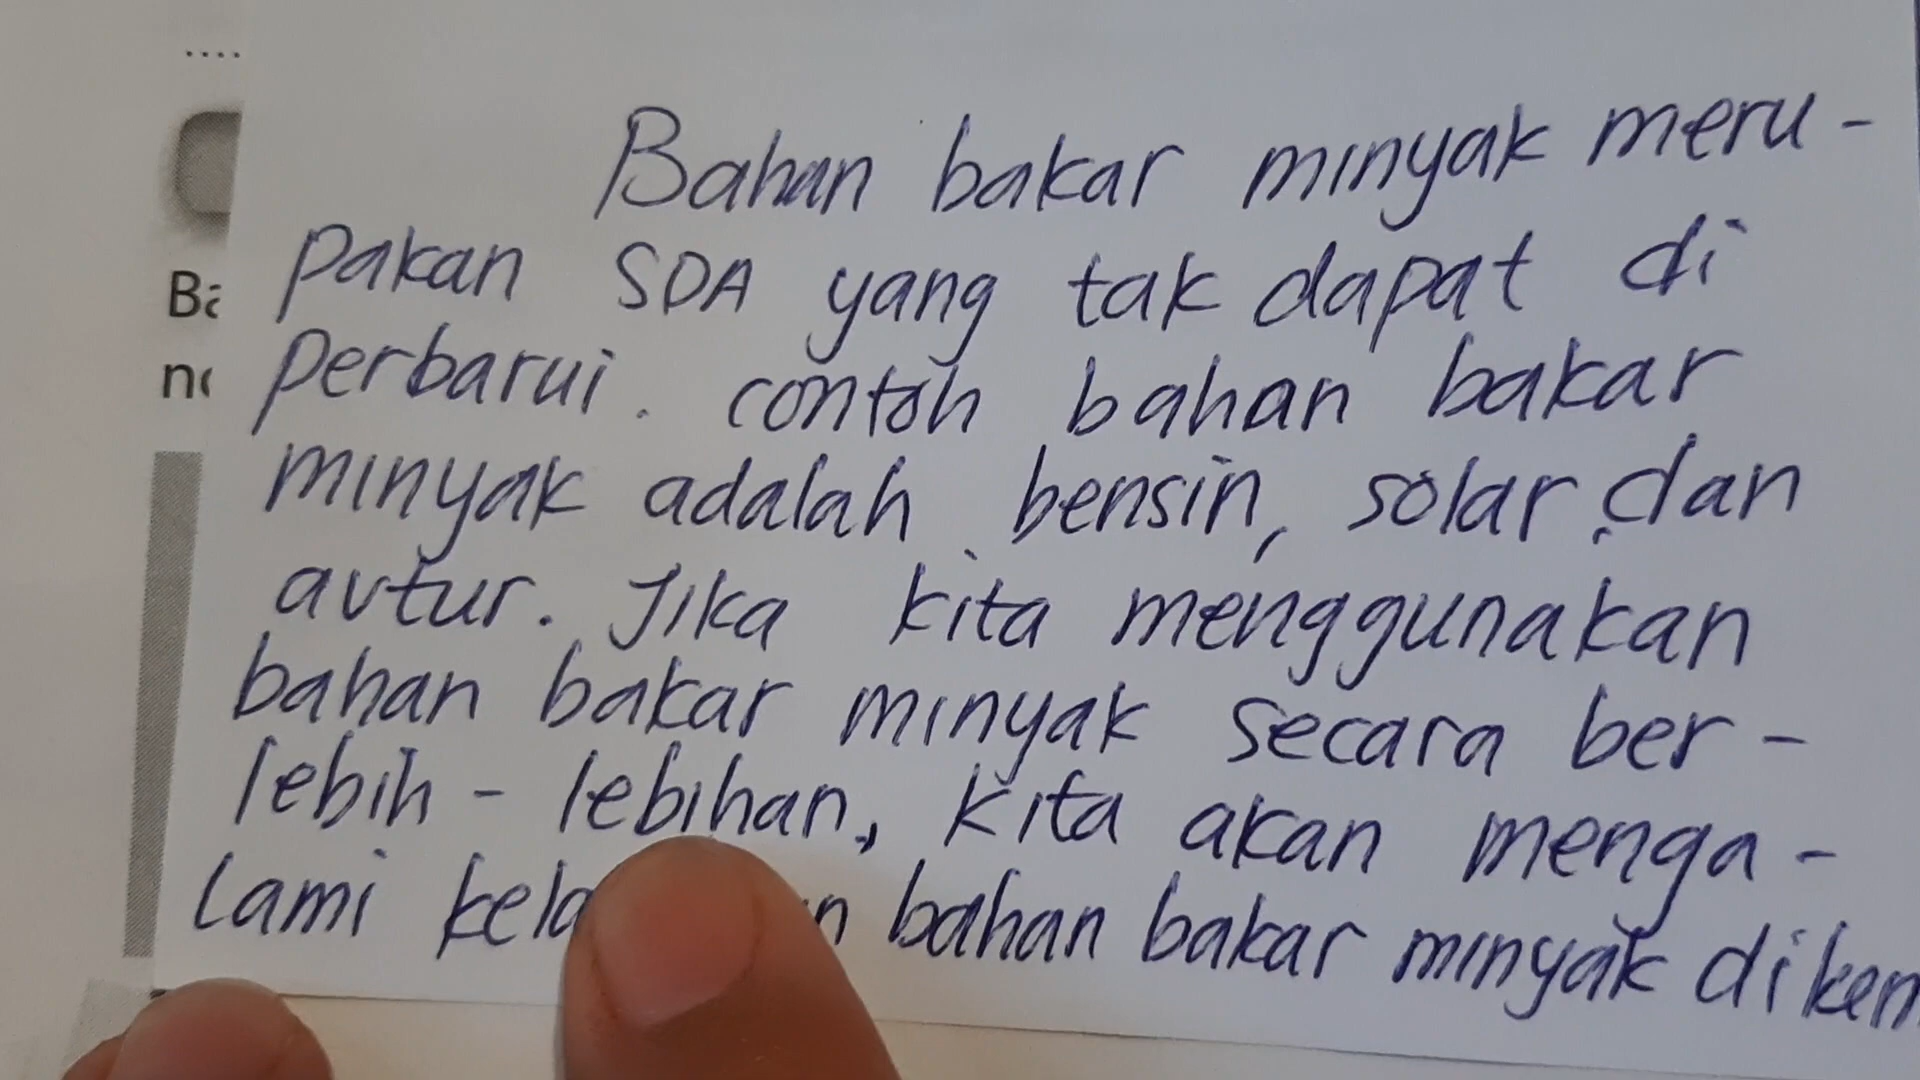 ....
Bahan bakar minyak meru-
pakan SDA yang tak dapat di
perbarui. contoh bahan bakar
minyak adalah bensin, solar, dan
avtur. Jika kita menggunakan
bahan bakar minyak secara ber-
lebih - lebihan, kita akan menga-
lami bahan bakar minyak